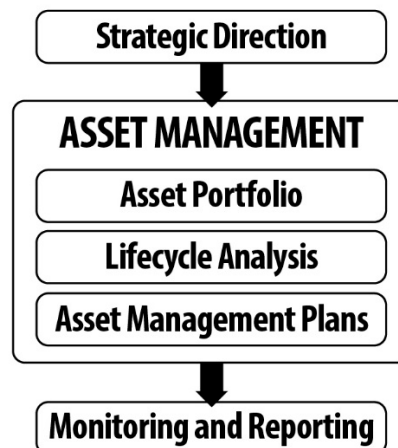 Strategic Direction
ASSET MANAGEMENT
Asset Portfolio
Lifecycle Analysis
Asset Management Plans
Monitoring and Reporting